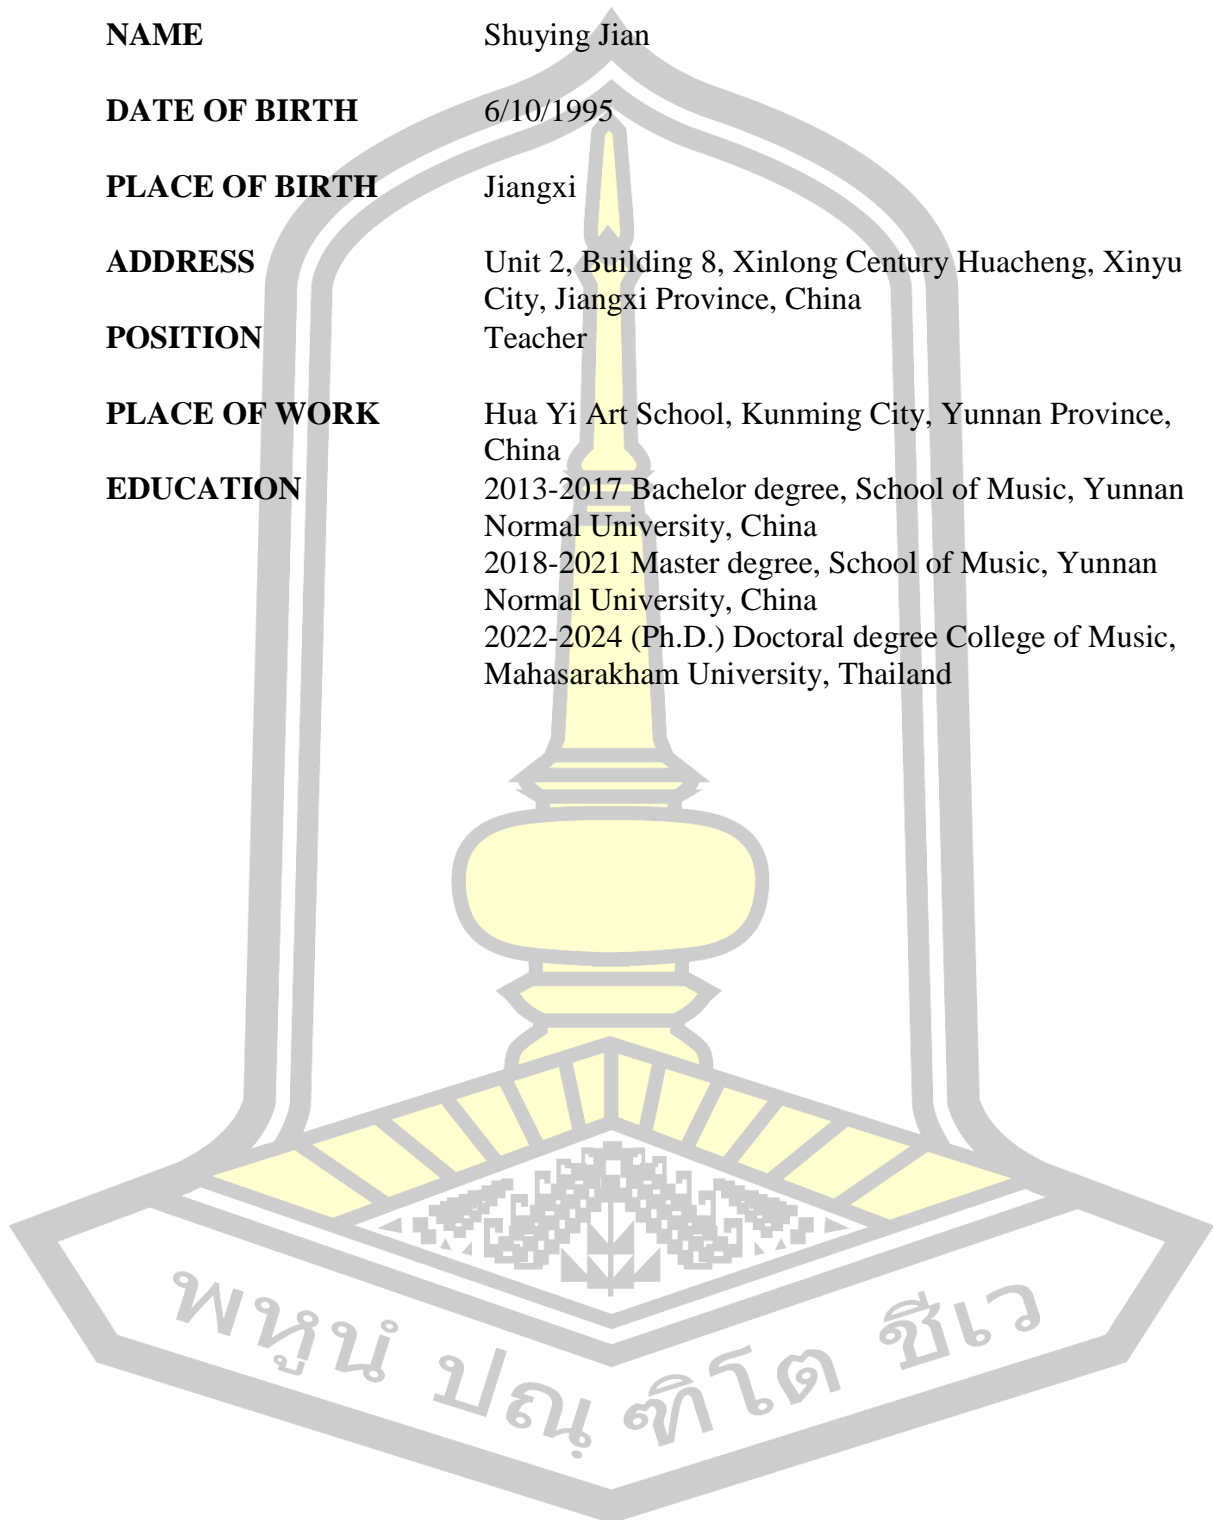 NAME Shuying Jian
DATE OF BIRTH 6/10/1995
PLACE OF BIRTH Jiangxi
ADDRESS Unit 2, Building 8, Xinlong Century Huacheng, Xinyu
City, Jiangxi Province, China
POSITION Teacher
PLACE OF WORK Hua Yi Art School, Kunming City, Yunnan Province,
China
EDUCATION 2013-2017 Bachelor degree, School of Music, Yunnan
Normal University, China
2018-2021 Master degree, School of Music, Yunnan
Normal University, China
2022-2024 (Ph.D.) Doctoral degree College of Music,
Mahasarakham University, Thailand
พหูนํ ปณฺฑิโต ชีเว